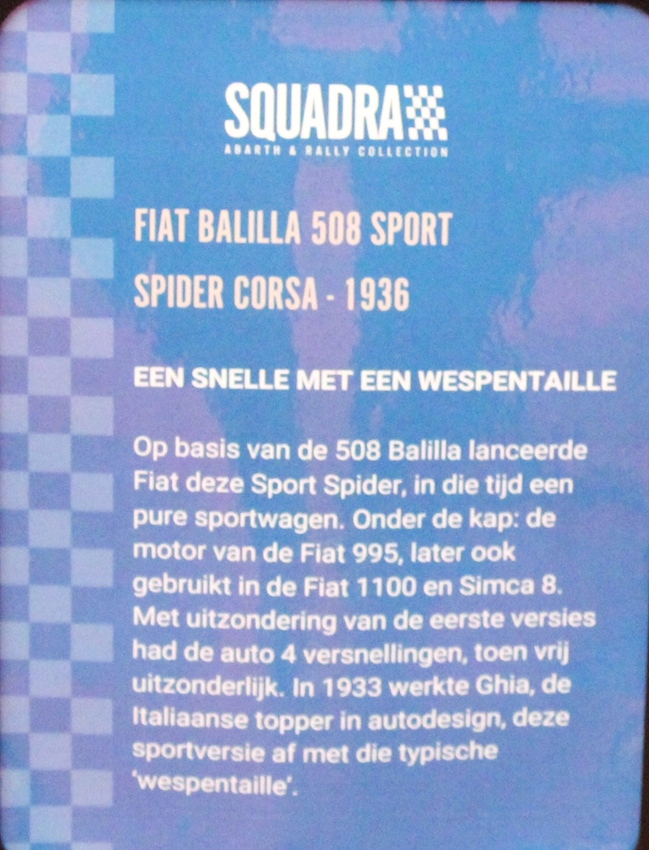 SQUADRA
ABARTH & RALLY COLLECTION
FIAT BALILLA 508 SPORT
SPIDER CORSA - 1936
EEN SNELLE MET EEN WESPENTAILLE
Op basis van de 508 Balilla lanceerde
Fiat deze Sport Spider, in die tijd een
pure sportwagen. Onder de kap: de
motor van de Fiat 995, later ook
gebruikt in de Fiat 1100 en Simca 8.
Met uitzondering van de eerste versies
had de auto 4 versnellingen, toen vrij
uitzonderlijk. In 1933 werkte Ghia, de
Italiaanse topper in autodesign, deze
sportversie af met die typische
'wespentaille'.